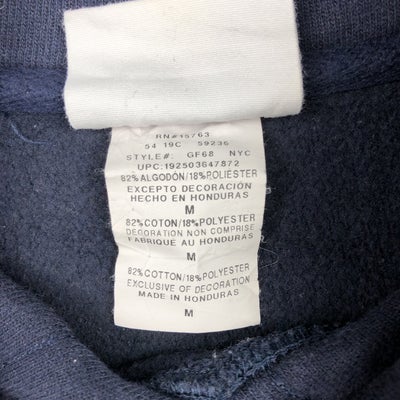 RN#15763
54 19C 59236
STYLE#: GF68 NYC
UPC:192503647872
82%ALGODÓN/18%POLIÉSTER
EXCEPTO DECORACIÓN
HECHO EN HONDURAS
M
82%COTON/18%POLYESTER
DECORATION NON COMPRISE
FABRIQUE AU HONDURAS
M
82%COTTON/18%POLYESTER
EXCLUSIVE OF DECORATION
MADE IN HONDURAS
M